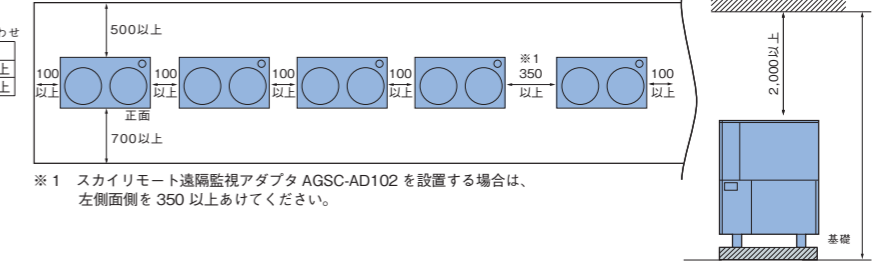 わせ
上
上
500以上
100
以上
100
以上
100
以上
100
以上
※1
350
以上
100
以上
正面
700以上
※1 スカイリモート遠隔監視アダプタ AGSC-AD102 を設置する場合は、
左側面側を 350 以上あけてください。
2,000以上
基礎